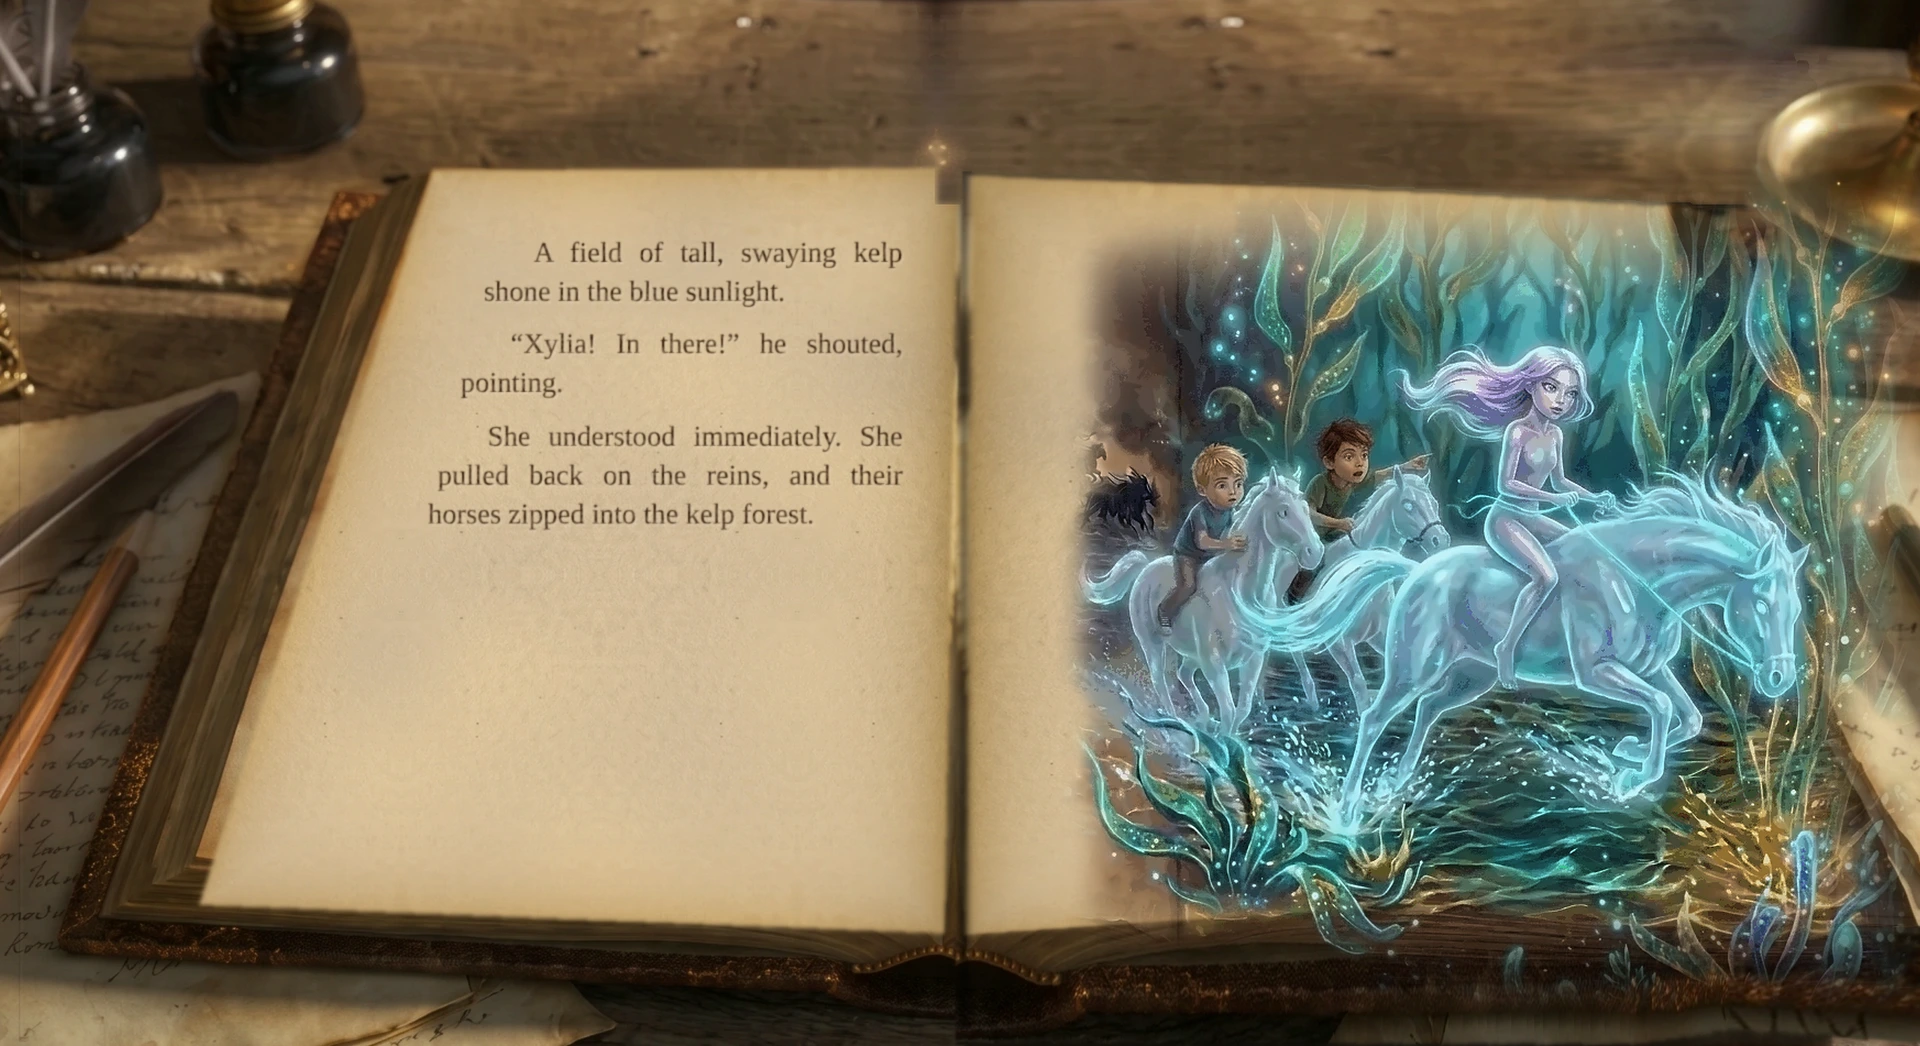 A field of tall, swaying kelp
shone in the blue sunlight.
“Xylia! In there!” he shouted,
pointing.
She understood immediately. She
pulled back on the reins, and their
horses zipped into the kelp forest.